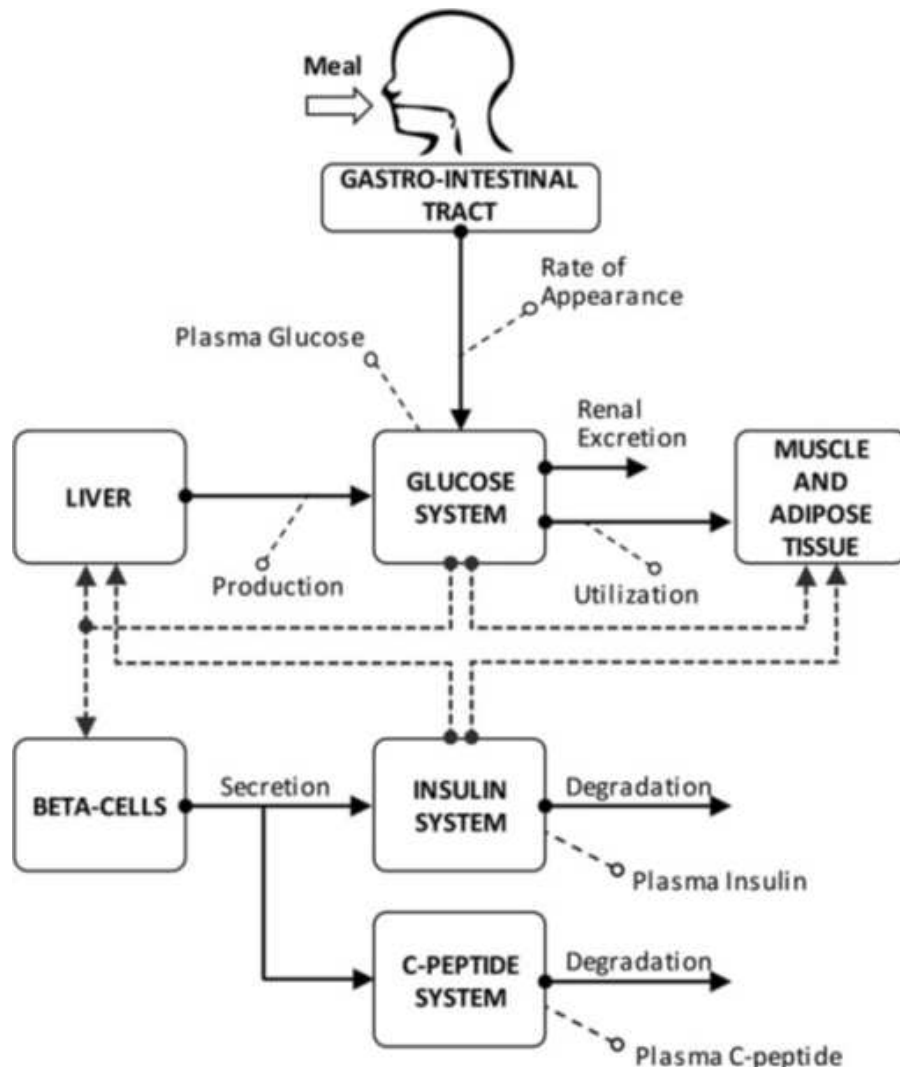 Meal
GASTRO-INTESTINAL
TRACT
Rate of
Appearance
Plasma Glucose
Renal
Excretion
LIVER
GLUCOSE
SYSTEM
MUSCLE
AND
ADIPOSE
TISSUE
Production
Utilization
BETA-CELLS
Secretion
INSULIN
SYSTEM
Degradation
Plasma Insulin
C-PEPTIDE
SYSTEM
Degradation
Plasma C-peptide